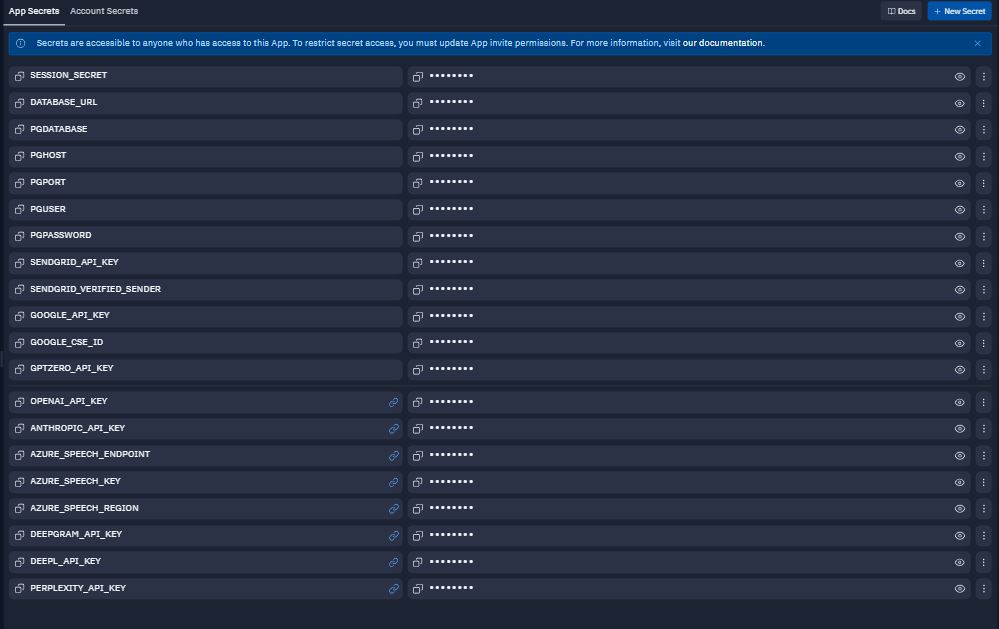 App Secrets Account Secrets Docs + New Secret
Secrets are accessible to anyone who has access to this App. To restrict secret access, you must update App invite permissions. For more information, visit our documentation.
SESSION_SECRET ••••••••
DATABASE_URL ••••••••
PGDATABASE ••••••••
PGHOST ••••••••
PGPORT ••••••••
PGUSER ••••••••
PGPASSWORD ••••••••
SENDGRID_API_KEY ••••••••
SENDGRID_VERIFIED_SENDER ••••••••
GOOGLE_API_KEY ••••••••
GOOGLE_CSE_ID ••••••••
GPTZERO_API_KEY ••••••••
OPENAI_API_KEY ••••••••
ANTHROPIC_API_KEY ••••••••
AZURE_SPEECH_ENDPOINT ••••••••
AZURE_SPEECH_KEY ••••••••
AZURE_SPEECH_REGION ••••••••
DEEPGRAM_API_KEY ••••••••
DEEPL_API_KEY ••••••••
PERPLEXITY_API_KEY ••••••••